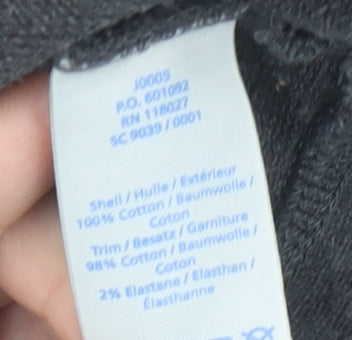 J0005
P.O. 601092
RN 118027
SC 9039 / 0001
Shell / Hulle / Extérieur
100% Cotton / Baumwolle /
Coton
Trim / Besatz / Garniture
98% Cotton / Baumwolle /
Coton
2% Elastane / Elasthan /
Élasthanne